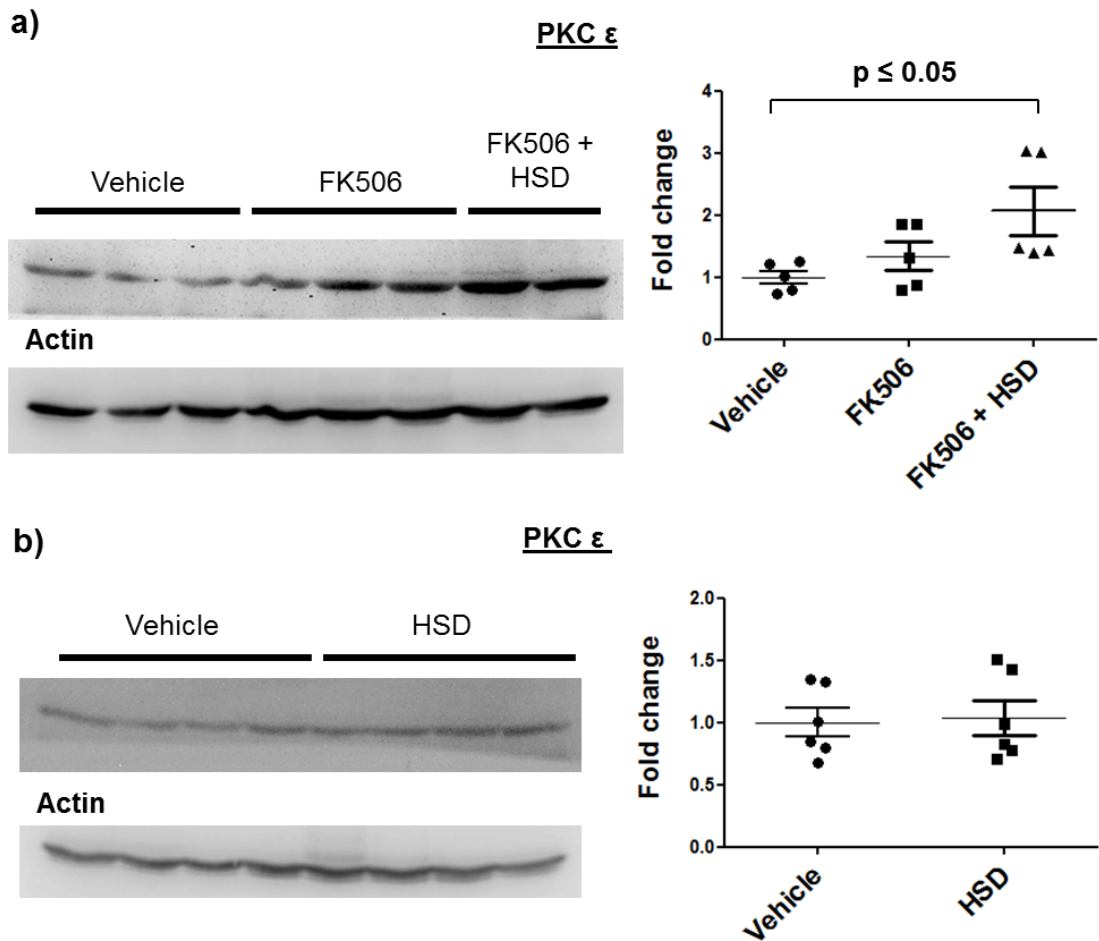 a)
PKC ε
Vehicle
FK506
FK506 +
HSD
Actin
p ≤ 0.05
Fold change
4
3
2
1
0
Vehicle
FK506
FK506 + HSD
b)
PKC ε
Vehicle
HSD
Actin
Fold change
2.0
1.5
1.0
0.5
0.0
Vehicle
HSD